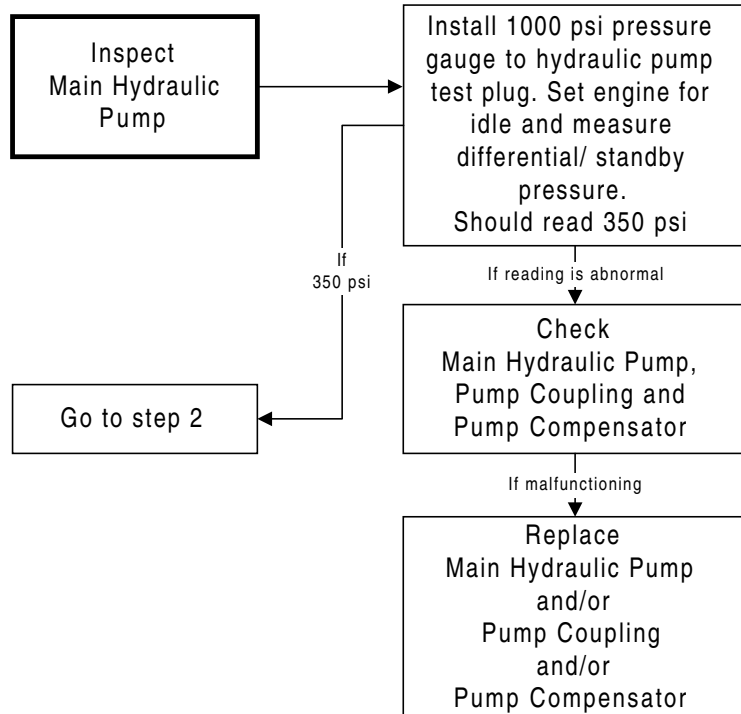 Inspect
Main Hydraulic
Pump
Install 1000 psi pressure
gauge to hydraulic pump
test plug. Set engine for
idle and measure
differential/ standby
pressure.
Should read 350 psi
If
350 psi
If reading is abnormal
Check
Main Hydraulic Pump,
Pump Coupling and
Pump Compensator
Go to step 2
If malfunctioning
Replace
Main Hydraulic Pump
and/or
Pump Coupling
and/or
Pump Compensator